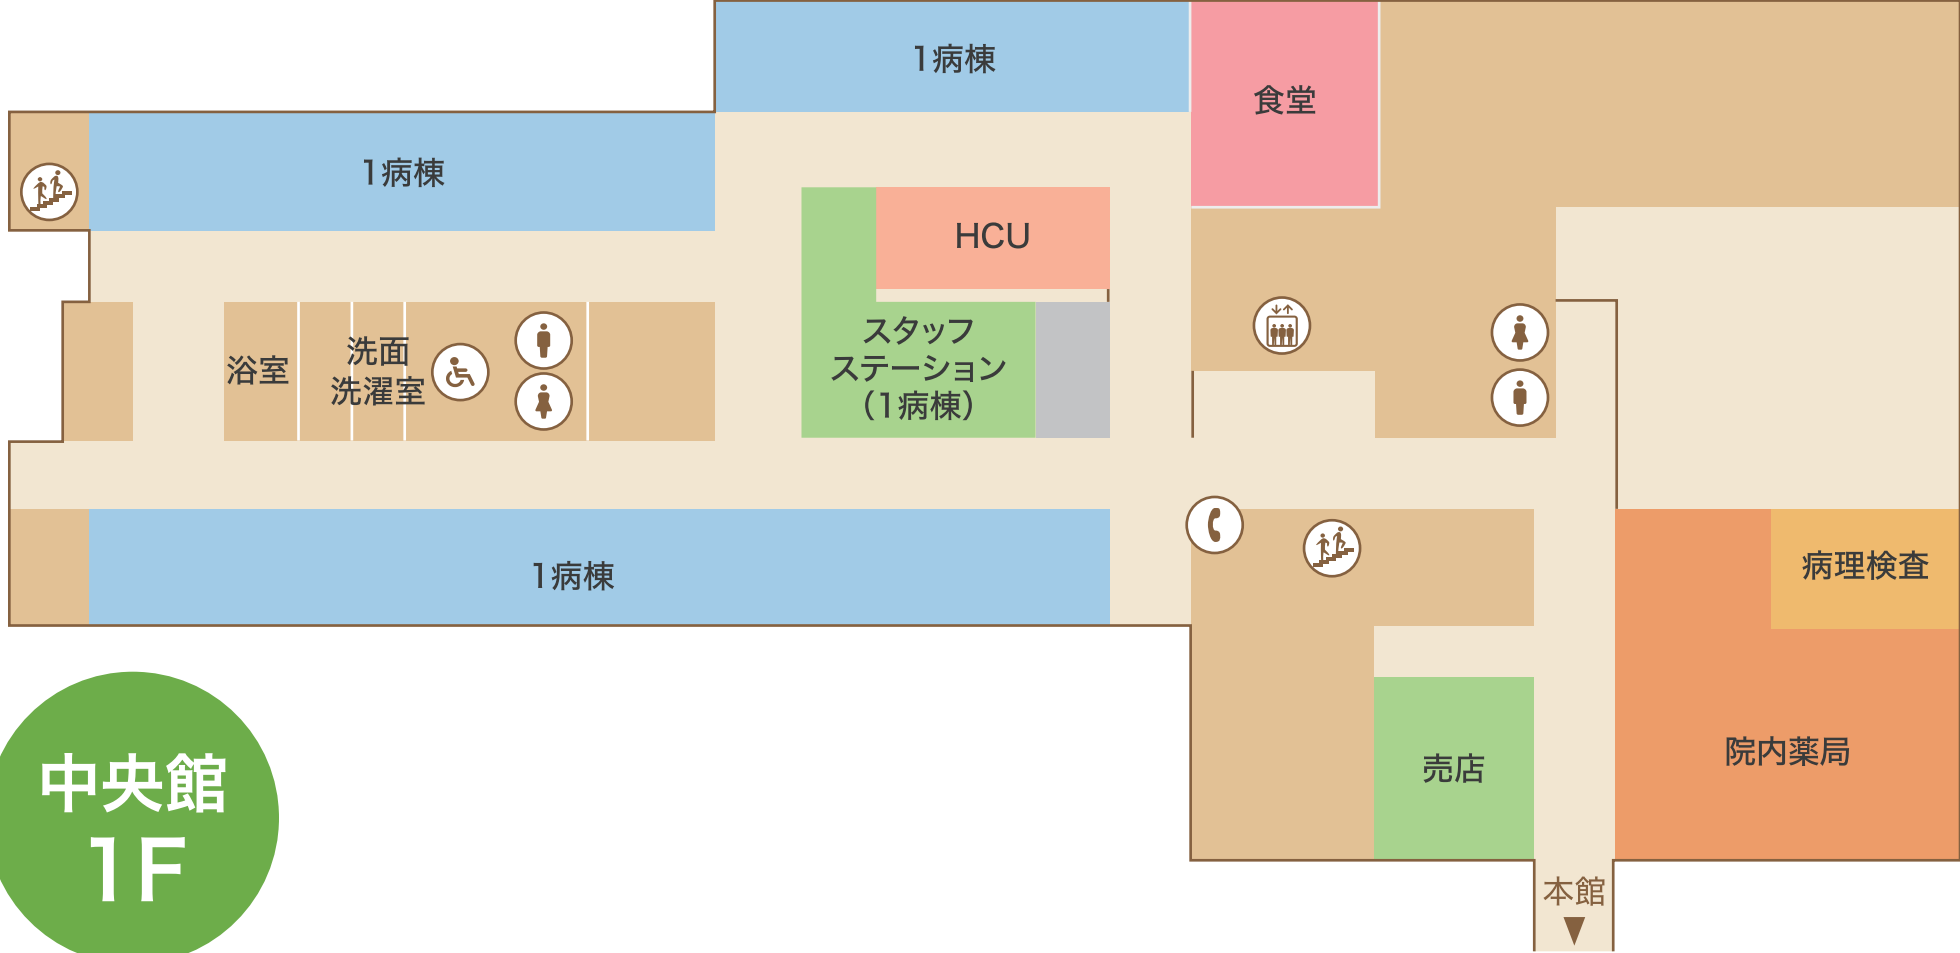 1病棟
食堂
1病棟
HCU
スタッフ
ステーション
（1病棟）
浴室
洗面
洗濯室
1病棟
病理検査
院内薬局
売店
中央館
1F
本館
▼